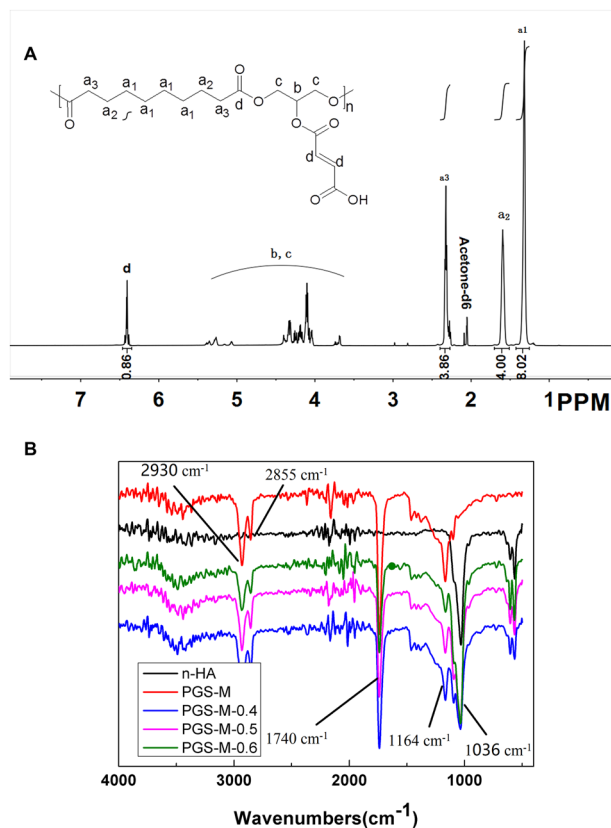 A
a1
a3 a1 a1 a2 O c b c
a2 a1 a1 a3 d O O n
O O
O
d d
OH
O
a3
a2
Acetone-d6
d
b, c
0.86
3.86
4.00
8.02
7 6 5 4 3 2 1 PPM
B
2930 cm-1
2855 cm-1
n-HA
PGS-M
PGS-M-0.4
PGS-M-0.5
PGS-M-0.6
1740 cm-1
1164 cm-1
1036 cm-1
4000 3000 2000 1000
Wavenumbers(cm-1)